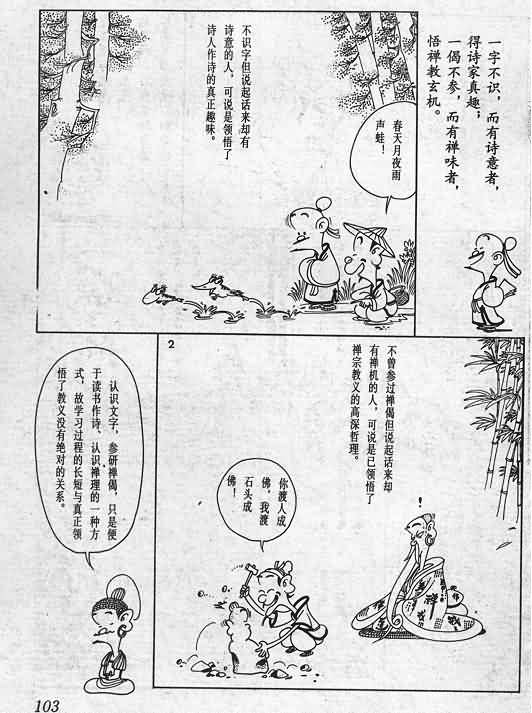 一字不识，而有诗意者，
得诗家真趣；
一偈不参，而有禅味者，
悟禅教玄机。
春天月夜雨
声蛙！
不识字但说起话来却有
诗意的人，可说是领悟了
诗人作诗的真正趣味。
不曾参过禅偈但说起话来却
有禅机的人，可说是已领悟了
禅宗教义的高深哲理。
！
你渡人成
佛，我渡
石头成
佛！
2
认识文字，参研禅偈，只是便
于读书作诗、认识禅理的一种方
式，故学习过程的长短与真正领
悟了教义没有绝对的关系。
禅
103